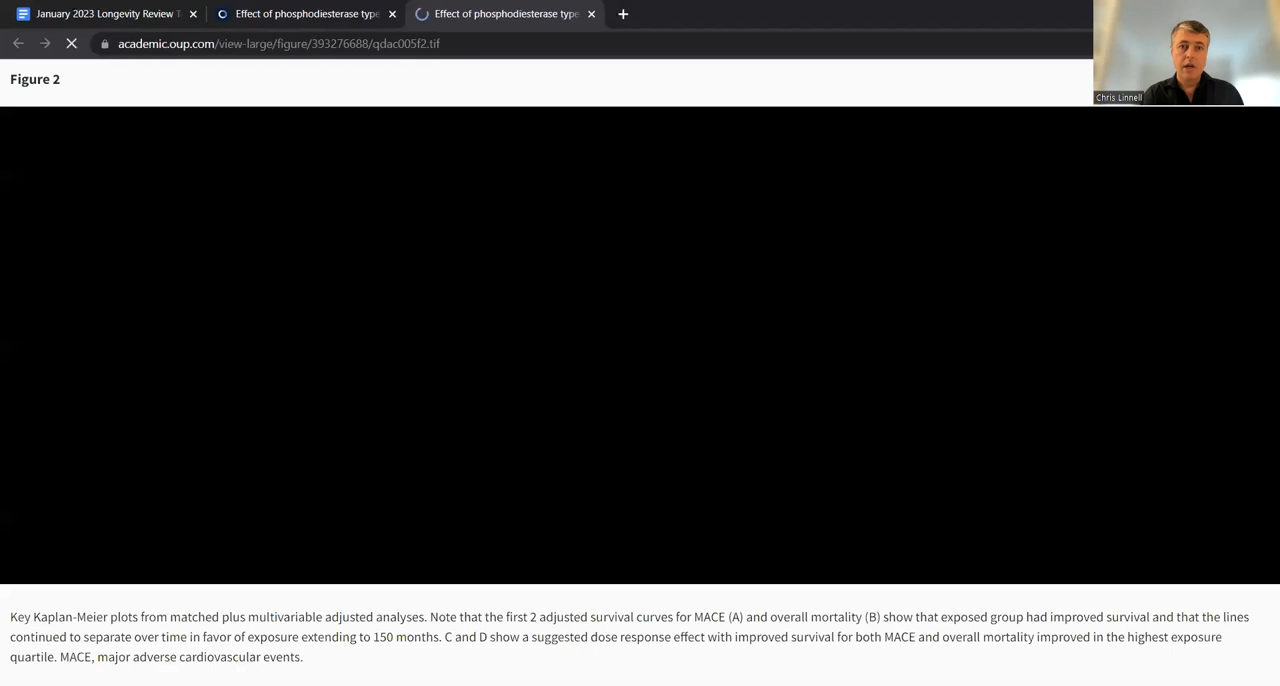 January 2023 Longevity Review T
Effect of phosphodiesterase type
Effect of phosphodiesterase type
academic.oup.com/view-large/figure/393276688/qdac005f2.tif
Chris Linnell
Figure 2
Key Kaplan-Meier plots from matched plus multivariable adjusted analyses. Note that the first 2 adjusted survival curves for MACE (A) and overall mortality (B) show that exposed group had improved survival and that the lines
continued to separate over time in favor of exposure extending to 150 months. C and D show a suggested dose response effect with improved survival for both MACE and overall mortality improved in the highest exposure
quartile. MACE, major adverse cardiovascular events.